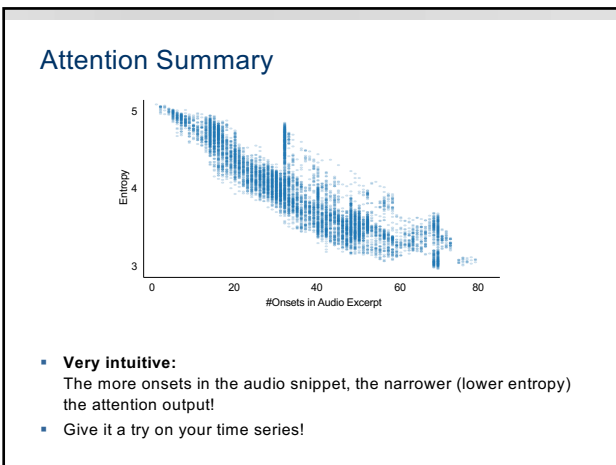 Attention Summary
5
4
3
Entropy
0 20 40 60 80
#Onsets in Audio Excerpt
Very intuitive:
The more onsets in the audio snippet, the narrower (lower entropy)
the attention output!
Give it a try on your time series!